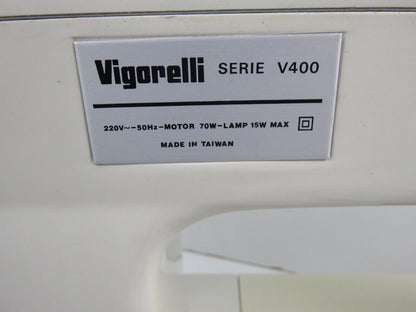 Vigorelli SERIE V400
220V~-50Hz-MOTOR 70W-LAMP 15W MAX
MADE IN TAIWAN